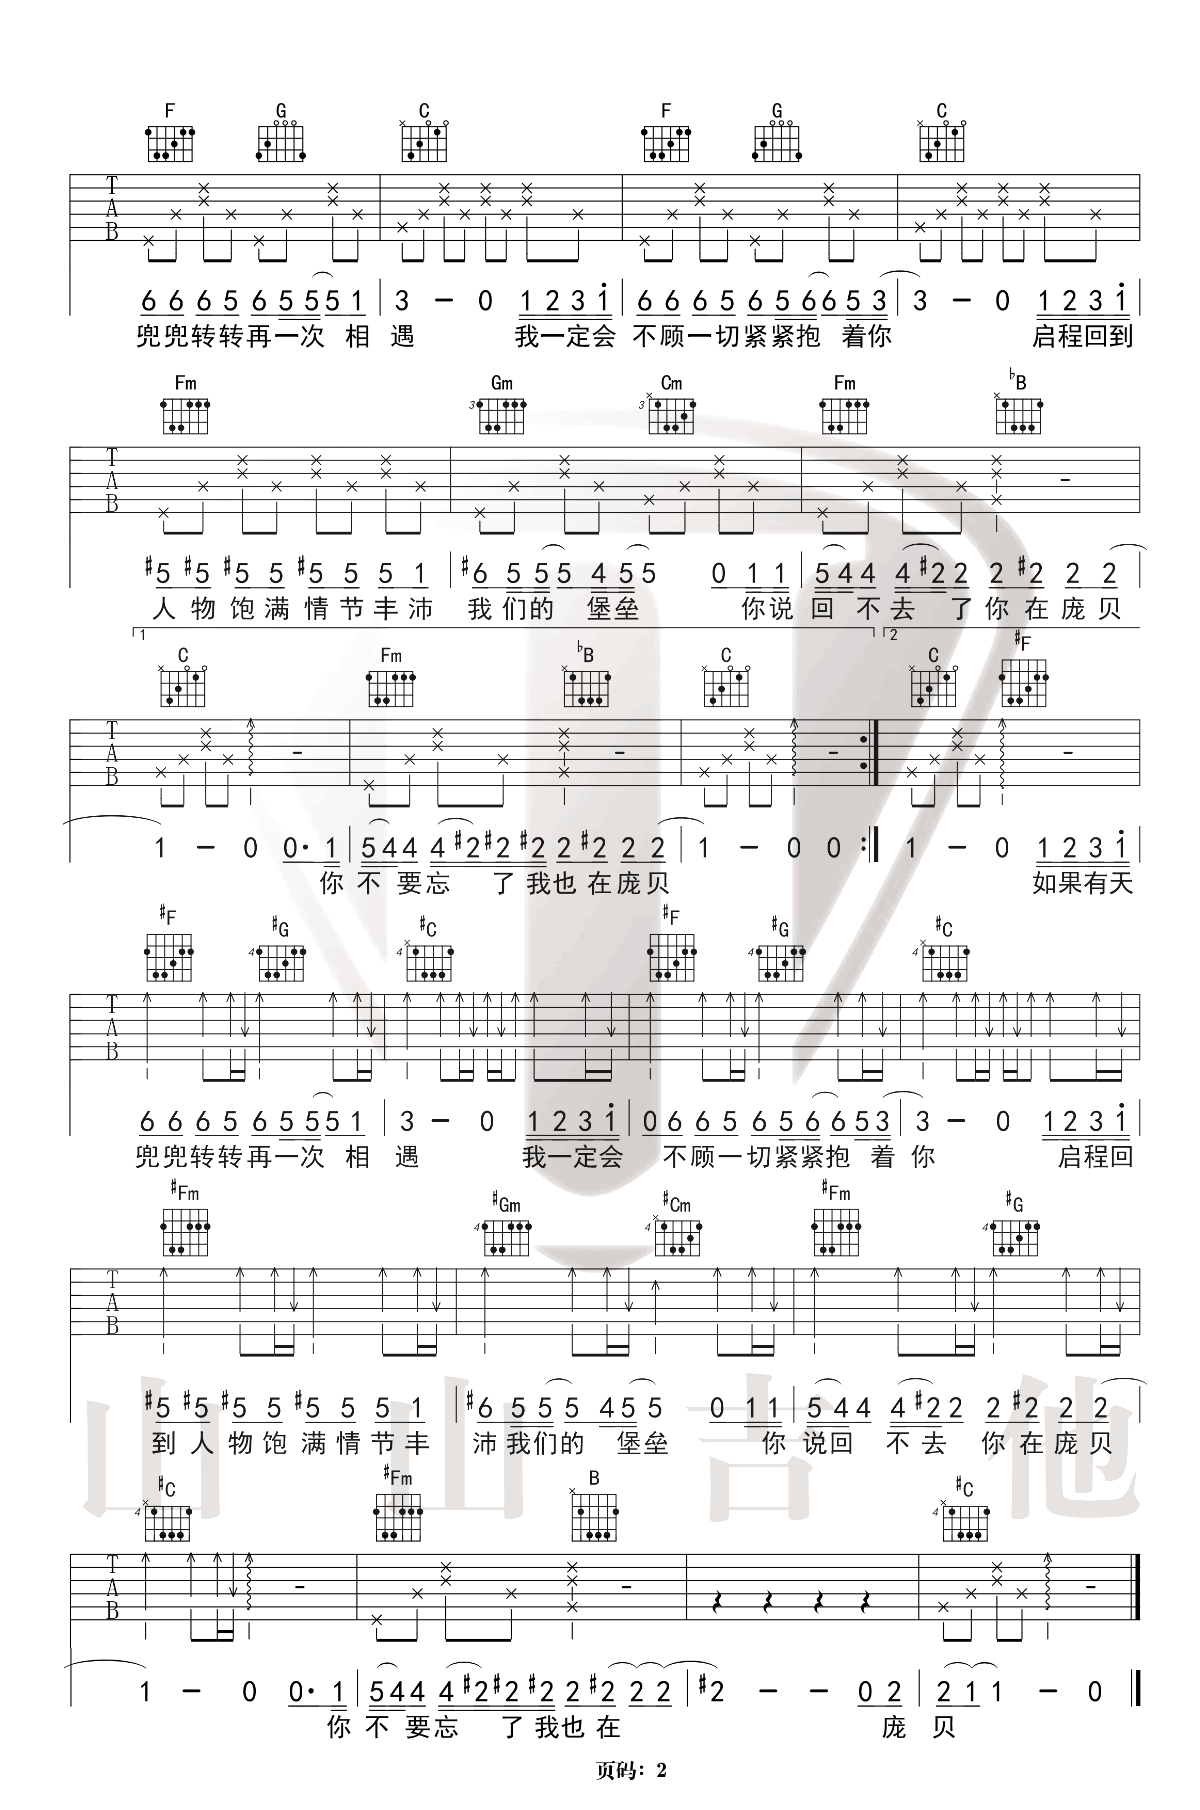 F G C F G C
T
A
B
6 6 6 5 6 5 5 5 1 3 - 0 1 2 3 i 6 6 6 5 6 5 6 6 5 3 3 - 0 1 2 3 i
兜兜转转再一次 相 遇 我一定会 不顾一切紧紧抱 着你 启程回到
Fm Gm Cm Fm ♭B
3 3
T
A
B
#5 #5 #5 5 #5 5 5 1 #6 5 5 5 4 5 5 0 1 1 5 4 4 4 #2 2 2 #2 2 2
人 物 饱 满 情 节 丰 沛 我 们 的 堡 垒 你 说 回 不 去 了 你 在 庞 贝
1 2
C Fm ♭B C C #F
T
A
B
1 - 0 0· 1 5 4 4 4 #2 #2 #2 2 #2 2 2 1 - 0 0 :| 1 - 0 1 2 3 i
你 不 要 忘 了 我 也 在 庞 贝 如果有天
#F #G #C #F #G #C
4 4 4 4
T
A
B
6 6 6 5 6 5 5 5 1 3 - 0 1 2 3 i 0 6 6 5 6 5 6 6 5 3 3 - 0 1 2 3 i
兜兜转转再一次 相 遇 我一定会 不顾一切紧紧抱 着 你 启程回
#Fm #Gm #Cm #Fm #G
4 4 4
T
A
B
#5 #5 #5 5 #5 5 5 1 #6 5 5 5 4 5 5 0 1 1 5 4 4 4 #2 2 2 #2 2 2
到 人 物 饱 满 情 节 丰 沛 我 们 的 堡 垒 你 说 回 不 去 你 在 庞 贝
山山吉他
#C #Fm B #C
4 4
T
A
B
1 - 0 0· 1 5 4 4 4 #2 #2 #2 2 #2 2 2 #2 - - 0 2 2 1 1 - 0
你 不 要 忘 了 我 也 在 庞 贝
页码：2